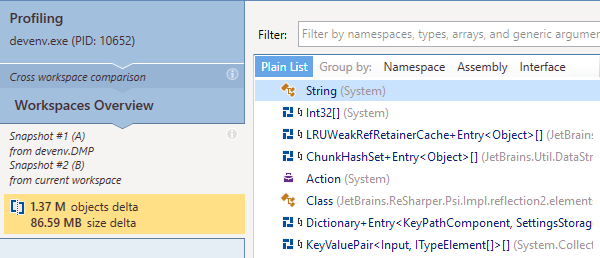 Profiling
devenv.exe (PID: 10652)
Cross workspace comparison
Workspaces Overview
Snapshot #1 (A)
from devenv.DMP
Snapshot #2 (B)
from current workspace
1.37 M objects delta
86.59 MB size delta
Filter: Filter by namespaces, types, arrays, and generic argumen
Plain List Group by: Namespace Assembly Interface
String (System)
Int32[] (System)
LRUWeakRefRetainerCache+Entry<Object>[] (JetBrains
ChunkHashSet+Entry<Object>[] (JetBrains.Util.DataStr
Action (System)
Class (JetBrains.ReSharper.Psi.Impl.reflection2.elemen
Dictionary+Entry<KeyPathComponent, SettingsStorag
KeyValuePair<Input, ITypeElement[]>[] (System.Collec